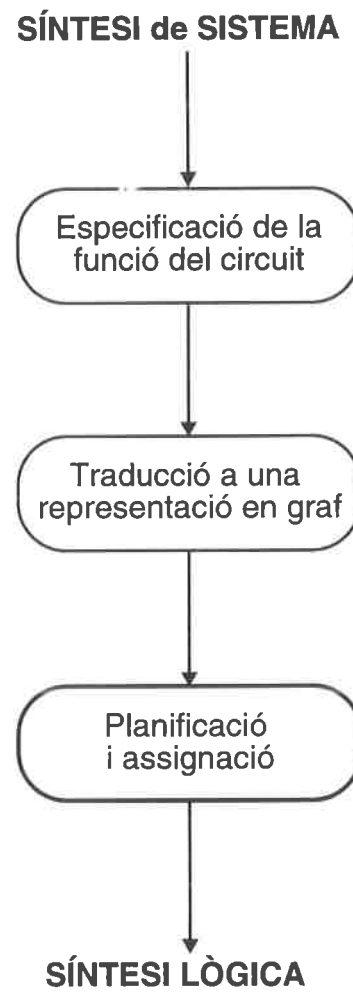 SÍNTESI de SISTEMA
Especificació de la
funció del circuit
Traducció a una
representació en graf
Planificació
i assignació
SÍNTESI LÒGICA